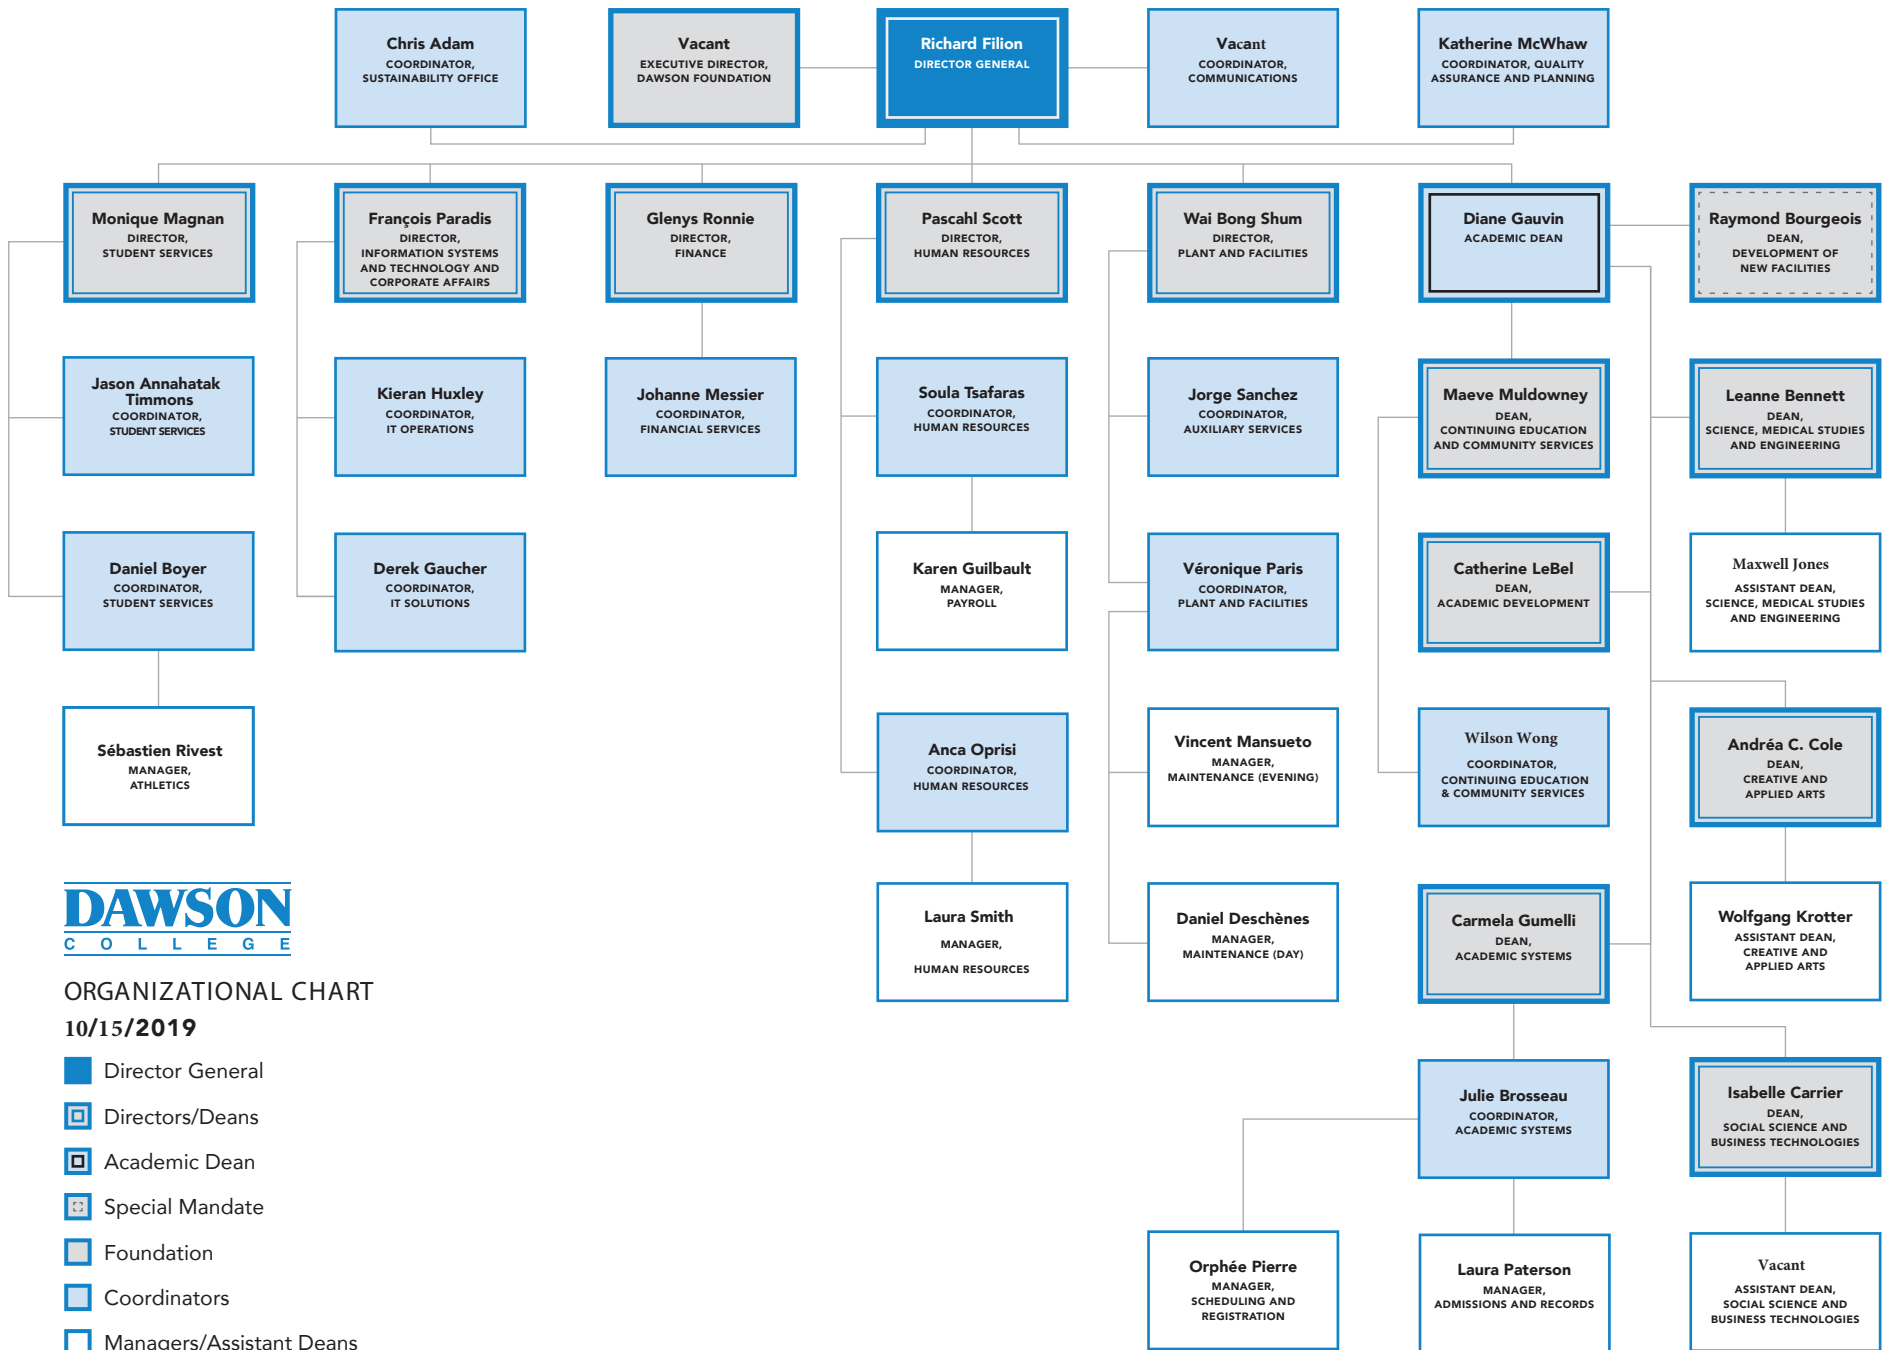 Chris Adam
COORDINATOR,
SUSTAINABILITY OFFICE
Vacant
EXECUTIVE DIRECTOR,
DAWSON FOUNDATION
Richard Filion
DIRECTOR GENERAL
Vacant
COORDINATOR,
COMMUNICATIONS
Katherine McWhaw
COORDINATOR, QUALITY
ASSURANCE AND PLANNING
Monique Magnan
DIRECTOR,
STUDENT SERVICES
François Paradis
DIRECTOR,
INFORMATION SYSTEMS
AND TECHNOLOGY AND
CORPORATE AFFAIRS
Glenys Ronnie
DIRECTOR,
FINANCE
Pascahl Scott
DIRECTOR,
HUMAN RESOURCES
Wai Bong Shum
DIRECTOR,
PLANT AND FACILITIES
Diane Gauvin
ACADEMIC DEAN
Raymond Bourgeois
DEAN,
DEVELOPMENT OF
NEW FACILITIES
Jason Annahatak
Timmons
COORDINATOR,
STUDENT SERVICES
Kieran Huxley
COORDINATOR,
IT OPERATIONS
Johanne Messier
COORDINATOR,
FINANCIAL SERVICES
Soula Tsafaras
COORDINATOR,
HUMAN RESOURCES
Jorge Sanchez
COORDINATOR,
AUXILIARY SERVICES
Maeve Muldowney
DEAN,
CONTINUING EDUCATION
AND COMMUNITY SERVICES
Leanne Bennett
DEAN,
SCIENCE, MEDICAL STUDIES
AND ENGINEERING
Daniel Boyer
COORDINATOR,
STUDENT SERVICES
Derek Gaucher
COORDINATOR,
IT SOLUTIONS
Karen Guilbault
MANAGER,
PAYROLL
Véronique Paris
COORDINATOR,
PLANT AND FACILITIES
Catherine LeBel
DEAN,
ACADEMIC DEVELOPMENT
Maxwell Jones
ASSISTANT DEAN,
SCIENCE, MEDICAL STUDIES
AND ENGINEERING
Sébastien Rivest
MANAGER,
ATHLETICS
Anca Oprisi
COORDINATOR,
HUMAN RESOURCES
Vincent Mansueto
MANAGER,
MAINTENANCE (EVENING)
Wilson Wong
COORDINATOR,
CONTINUING EDUCATION
& COMMUNITY SERVICES
Andréa C. Cole
DEAN,
CREATIVE AND
APPLIED ARTS
Laura Smith
MANAGER,
HUMAN RESOURCES
Daniel Deschènes
MANAGER,
MAINTENANCE (DAY)
Carmela Gumelli
DEAN,
ACADEMIC SYSTEMS
Wolfgang Krotter
ASSISTANT DEAN,
CREATIVE AND
APPLIED ARTS
Julie Brosseau
COORDINATOR,
ACADEMIC SYSTEMS
Isabelle Carrier
DEAN,
SOCIAL SCIENCE AND
BUSINESS TECHNOLOGIES
Orphée Pierre
MANAGER,
SCHEDULING AND
REGISTRATION
Laura Paterson
MANAGER,
ADMISSIONS AND RECORDS
Vacant
ASSISTANT DEAN,
SOCIAL SCIENCE AND
BUSINESS TECHNOLOGIES
DAWSON
COLLEGE
ORGANIZATIONAL CHART
10/15/2019
Director General
Directors/Deans
Academic Dean
Special Mandate
Foundation
Coordinators
Managers/Assistant Deans